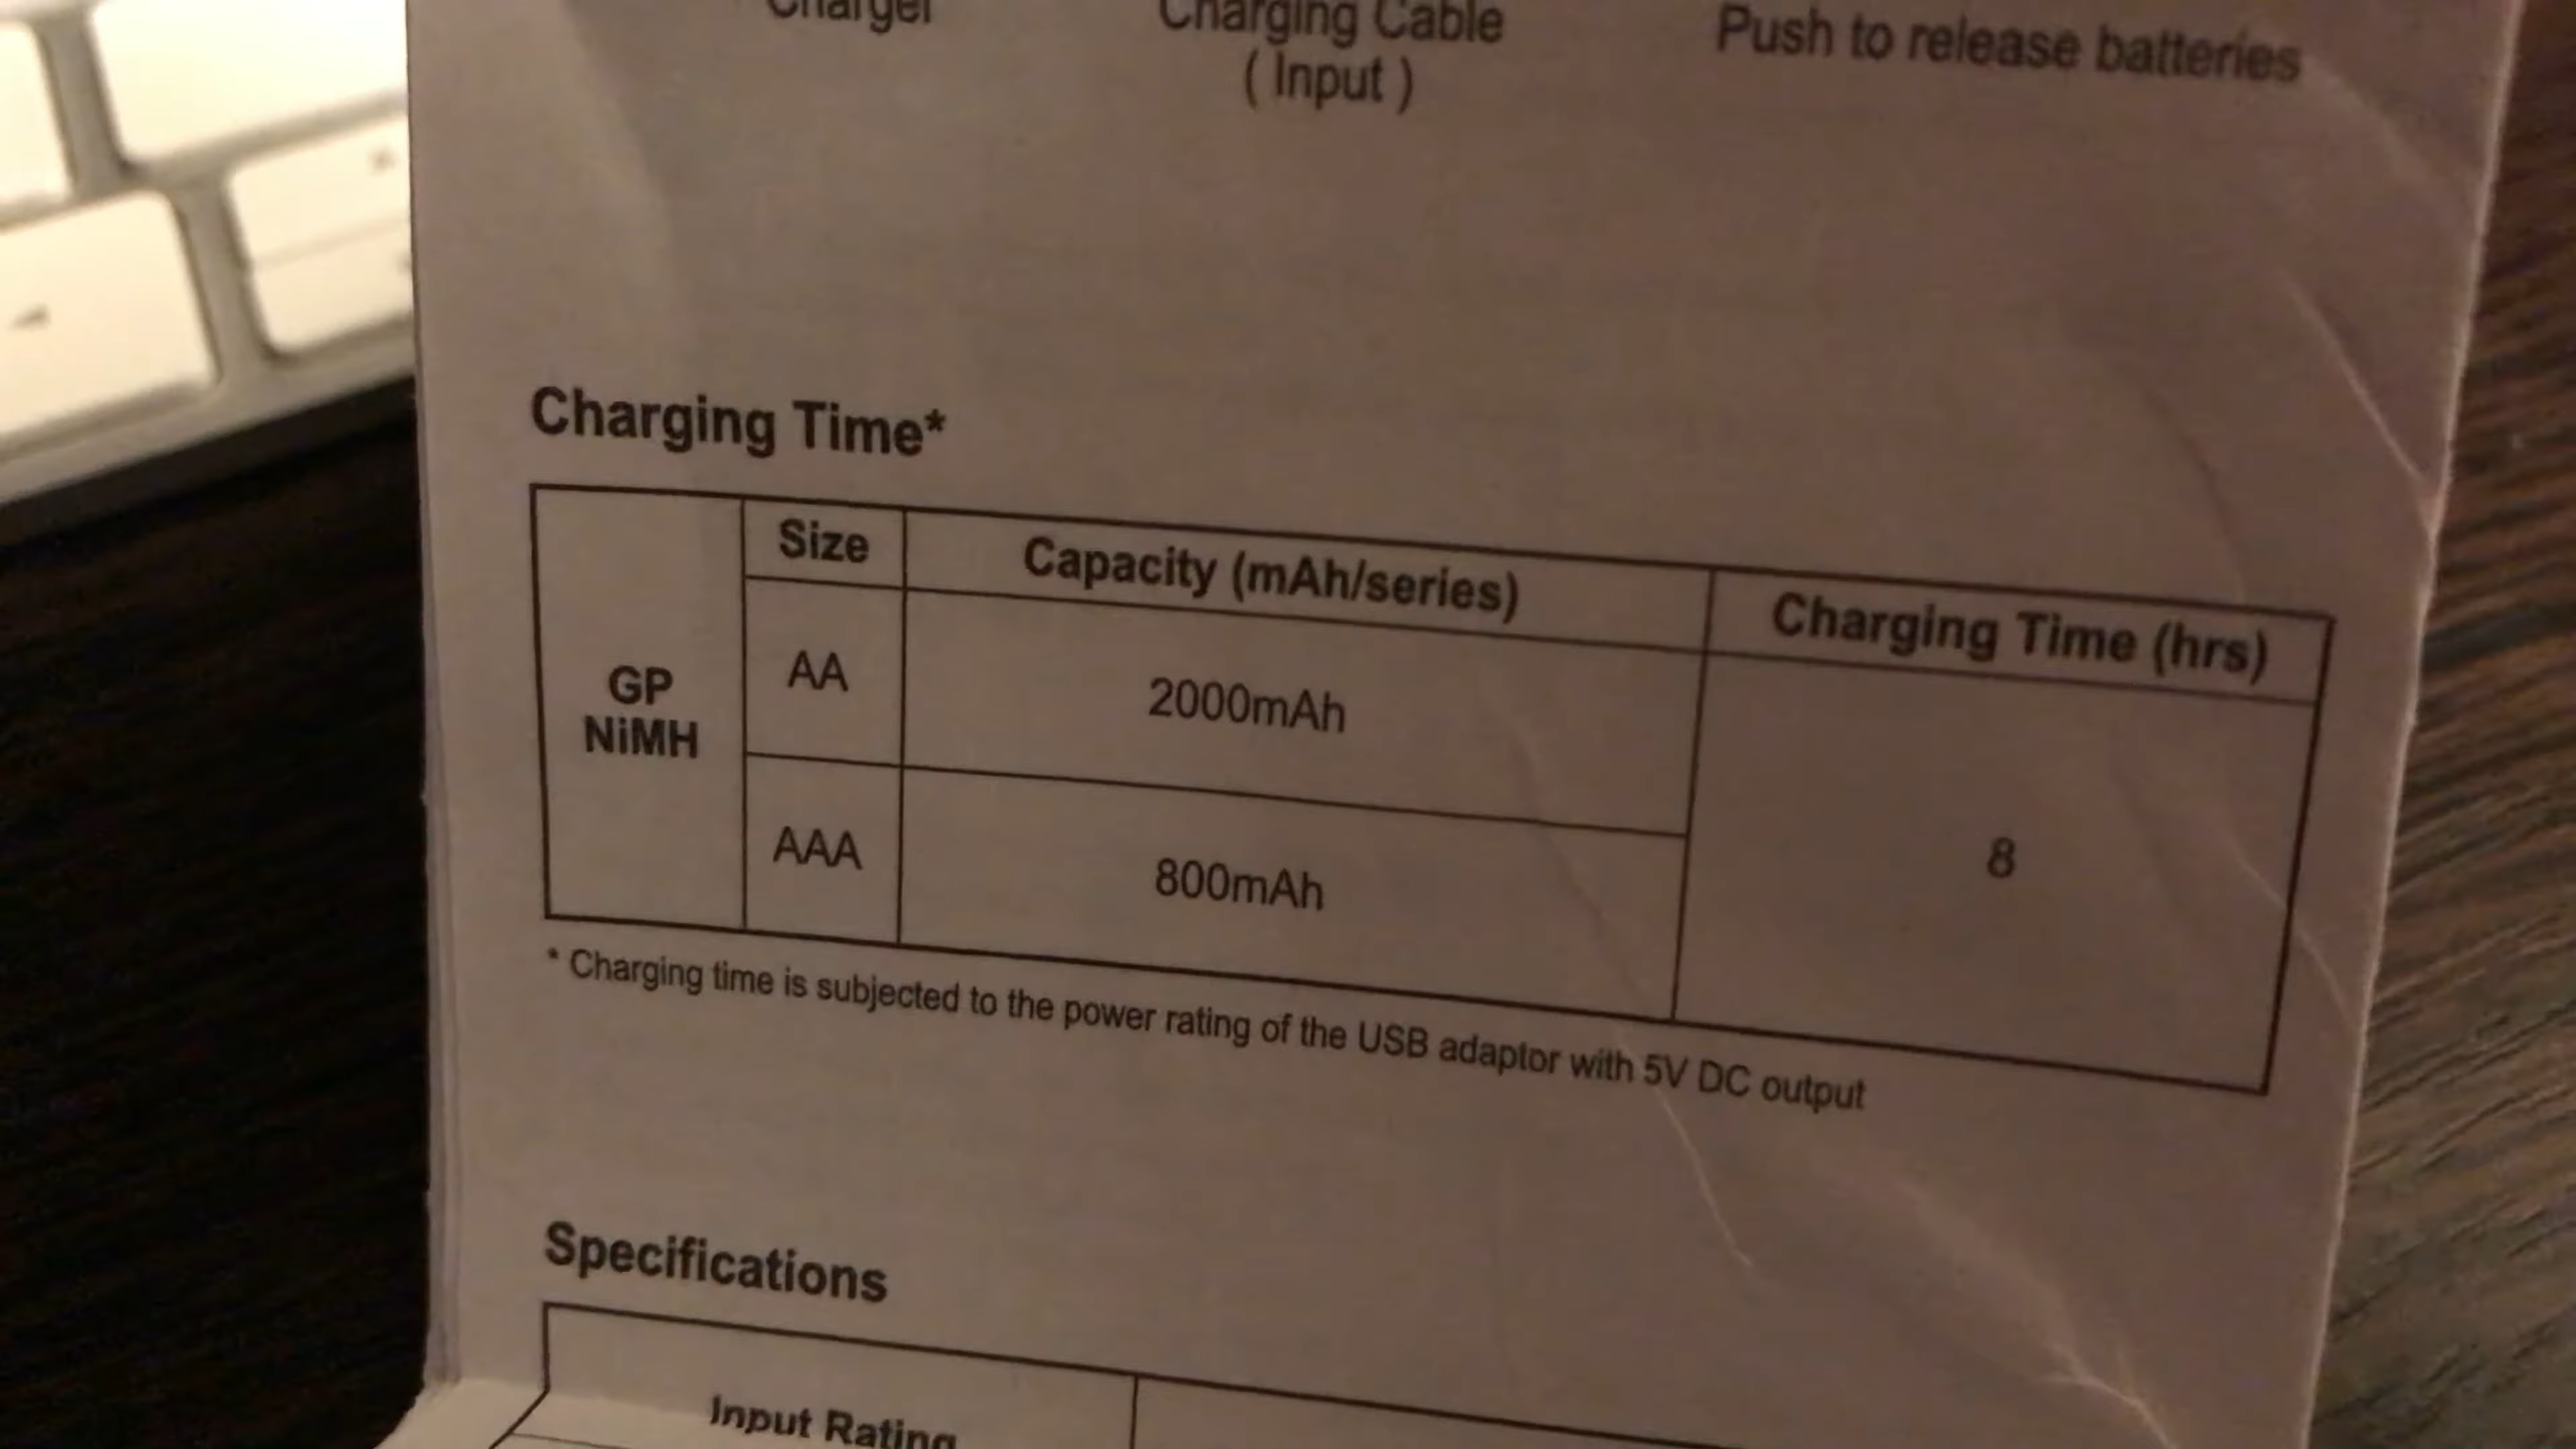 Charger
Charging Cable
( Input )
Push to release batteries
Charging Time*
Size
Capacity (mAh/series)
Charging Time (hrs)
GP
NiMH
AA
2000mAh
AAA
800mAh
8
* Charging time is subjected to the power rating of the USB adaptor with 5V DC output
Specifications
Input Rating